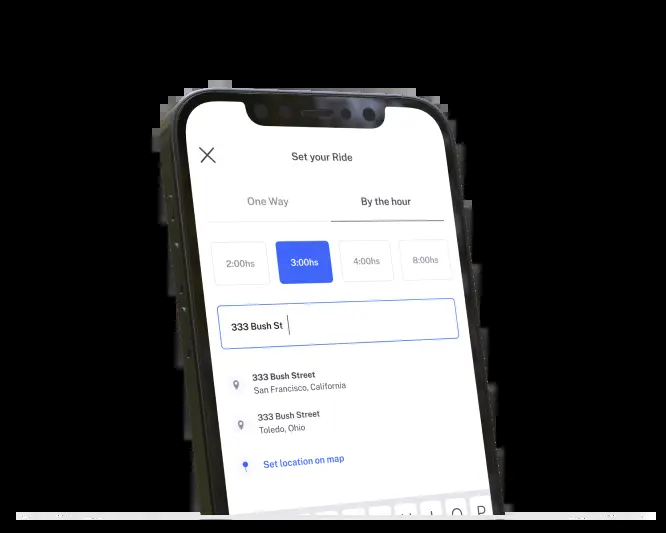 Set your Ride
One Way
By the hour
2:00hs
3:00hs
4:00hs
8:00hs
333 Bush St
333 Bush Street
San Francisco, California
333 Bush Street
Toledo, Ohio
Set location on map
O P